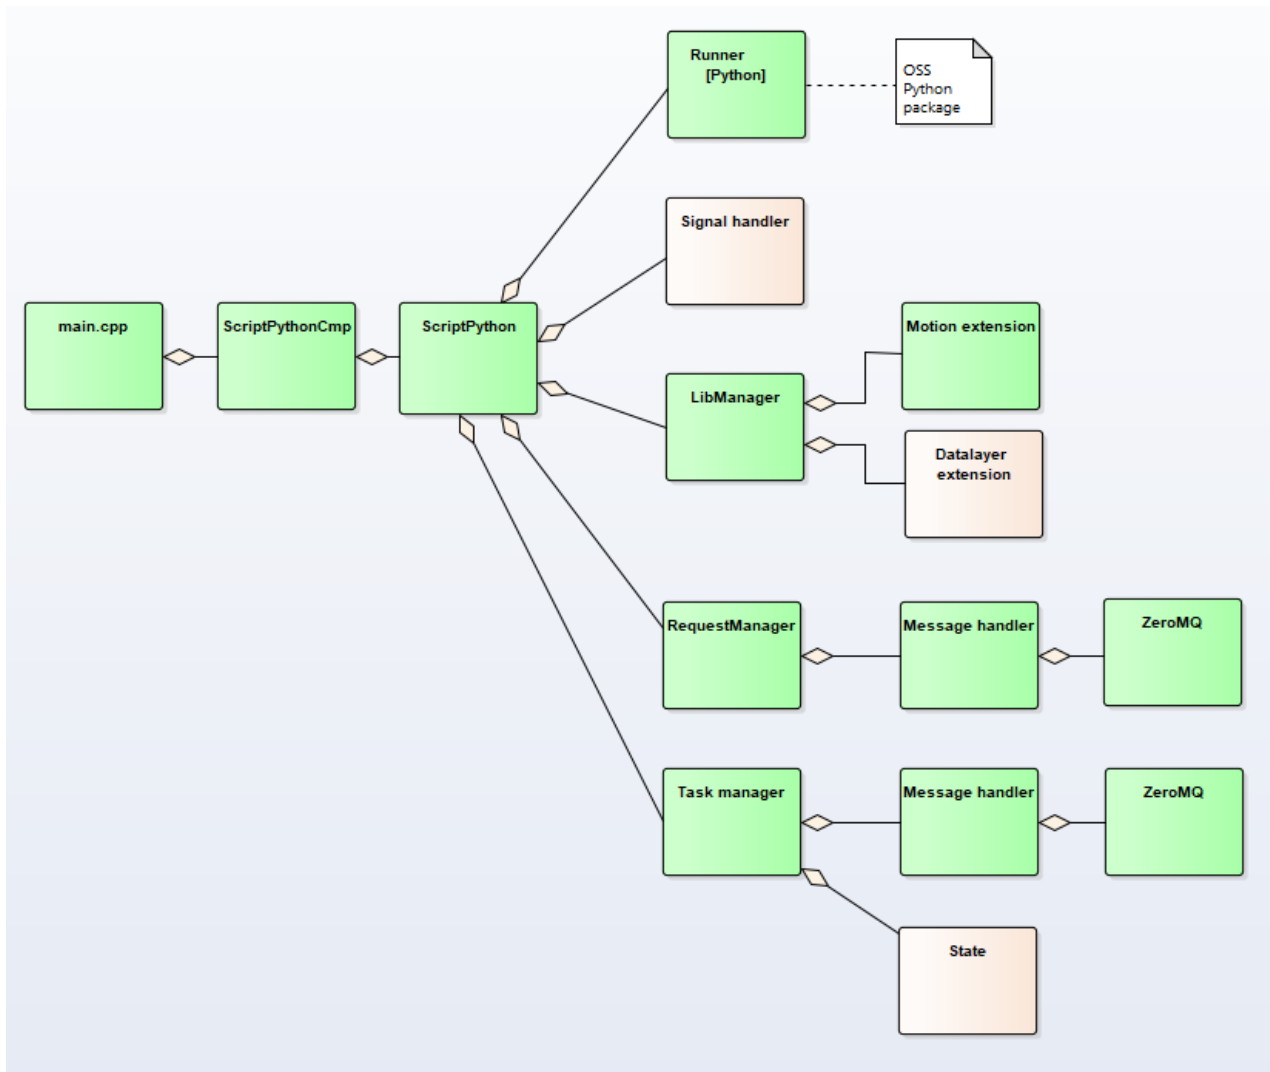 Runner
[Python]
OSS
Python
package
Signal handler
main.cpp
ScriptPythonCmp
ScriptPython
Motion extension
LibManager
Datalayer
extension
RequestManager
Message handler
ZeroMQ
Task manager
Message handler
ZeroMQ
State